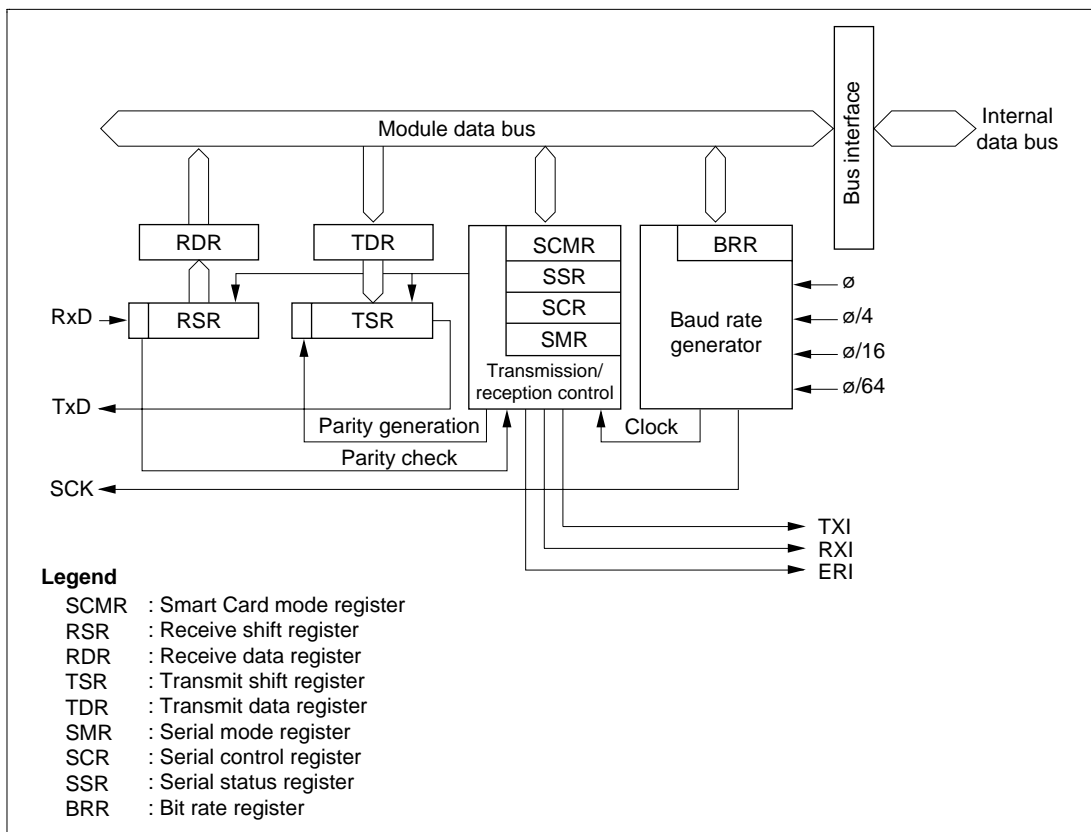 Bus interface
Internal
data bus
Module data bus
RDR
TDR
SCMR
SSR
SCR
SMR
Transmission/
reception control
BRR
Baud rate
generator
ø
ø/4
ø/16
ø/64
RxD
RSR
TSR
TxD
Parity generation
Parity check
Clock
SCK
TXI
RXI
ERI
Legend
SCMR : Smart Card mode register
RSR : Receive shift register
RDR : Receive data register
TSR : Transmit shift register
TDR : Transmit data register
SMR : Serial mode register
SCR : Serial control register
SSR : Serial status register
BRR : Bit rate register